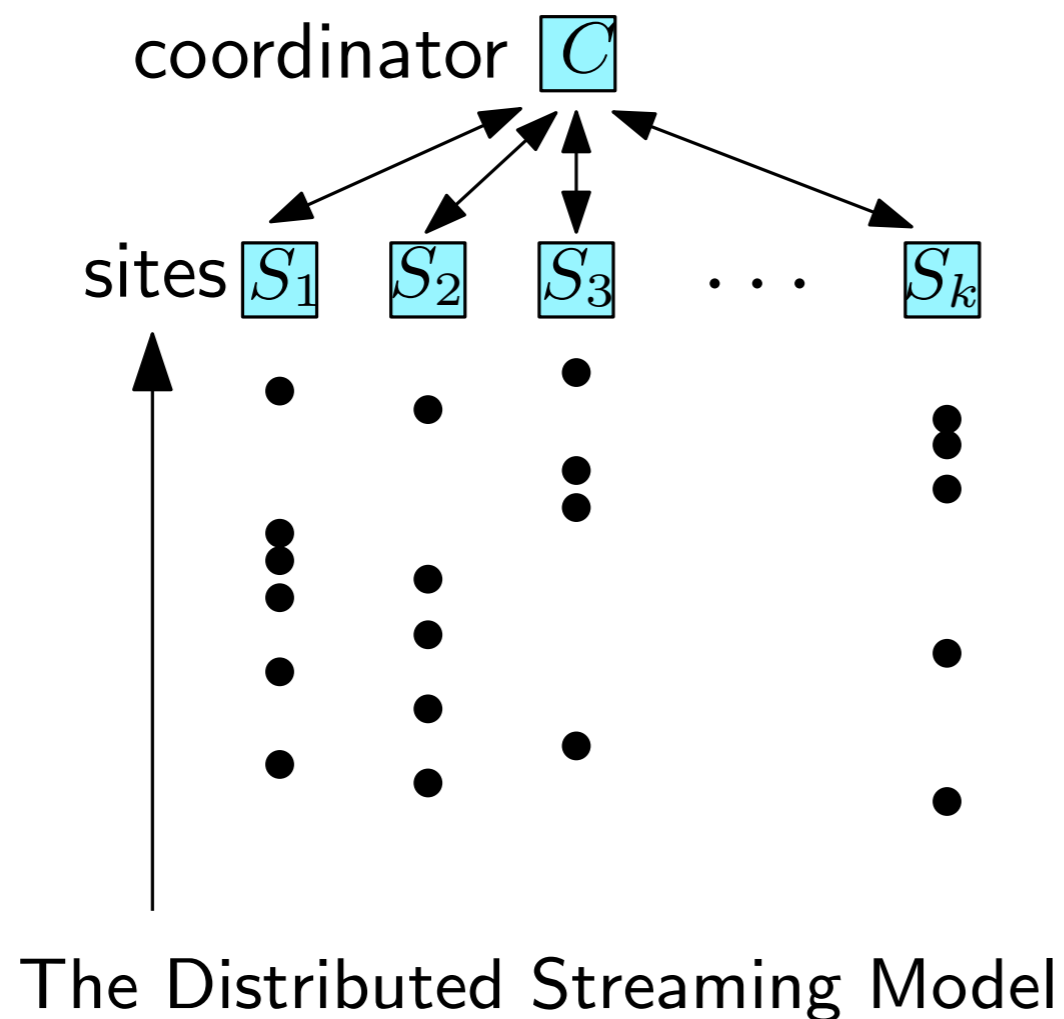 coordinator C
sites S₁ S₂ S₃ ... Sₖ
The Distributed Streaming Model